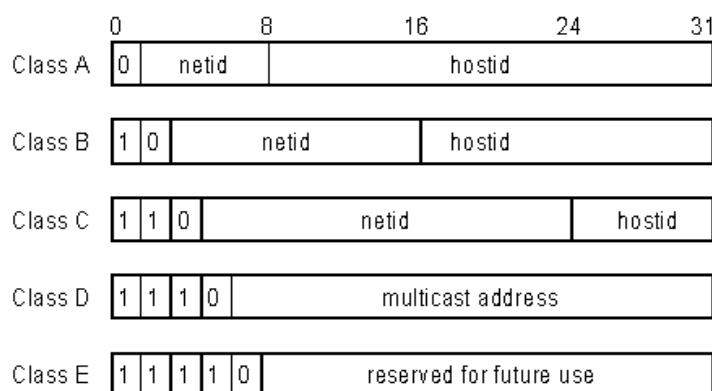 0 8 16 24 31
Class A 0 netid hostid
Class B 1 0 netid hostid
Class C 1 1 0 netid hostid
Class D 1 1 1 0 multicast address
Class E 1 1 1 1 0 reserved for future use